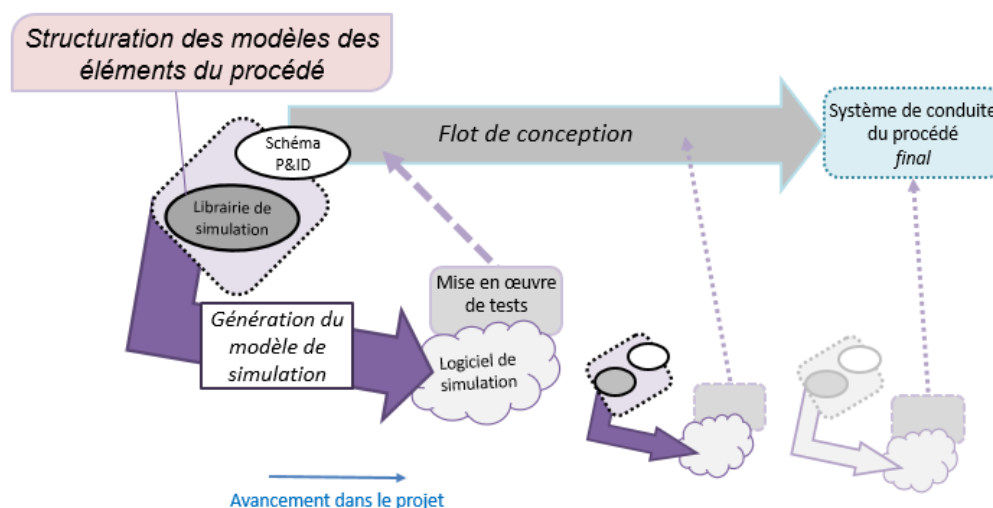 Structuration des modèles des
éléments du procédé
Schéma
P&ID
Flot de conception
Système de conduite
du procédé
final
Librairie de
simulation
Mise en œuvre
de tests
Génération du
modèle de
simulation
Logiciel de
simulation
Avancement dans le projet